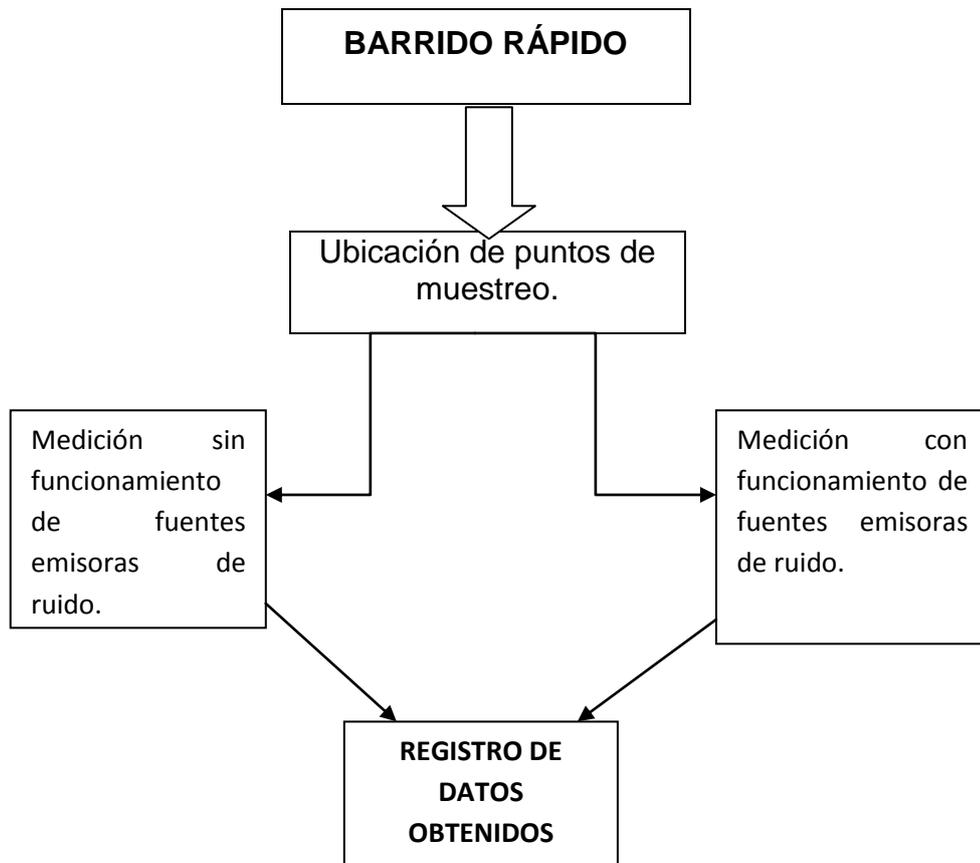 BARRIDO RÁPIDO
Ubicación de puntos de
muestreo.
Medición sin
funcionamiento
de fuentes
emisoras de
ruido.
Medición con
funcionamiento de
fuentes emisoras
de ruido.
REGISTRO DE
DATOS
OBTENIDOS